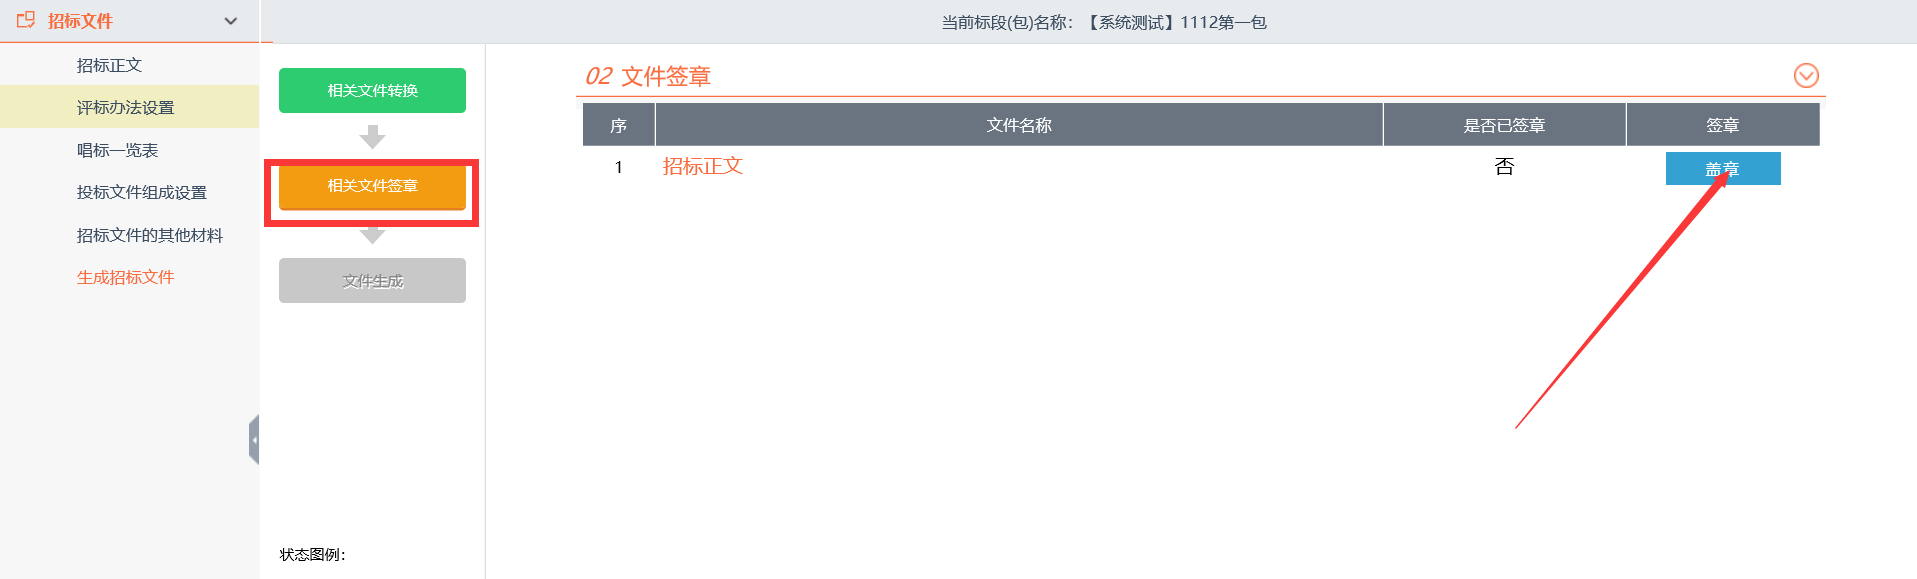 招标文件
当前标段(包)名称：【系统测试】1112第一包
招标正文
评标办法设置
唱标一览表
投标文件组成设置
招标文件的其他材料
生成招标文件
相关文件转换
相关文件签章
文件生成
状态图例：
02 文件签章
序 文件名称 是否已签章 签章
1 招标正文 否 盖章